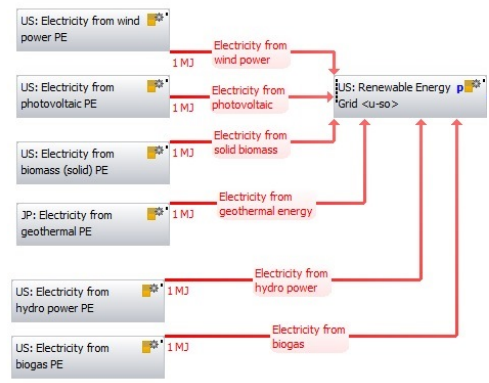 US: Electricity from wind
power PE
1 MJ
Electricity from
wind power
US: Electricity from
photovoltaic PE
1 MJ
Electricity from
photovoltaic
US: Renewable Energy p
Grid <u-so>
US: Electricity from
biomass (solid) PE
1 MJ
Electricity from
solid biomass
JP: Electricity from
geothermal PE
1 MJ
Electricity from
geothermal energy
US: Electricity from
hydro power PE
1 MJ
Electricity from
hydro power
US: Electricity from
biogas PE
1 MJ
Electricity from
biogas